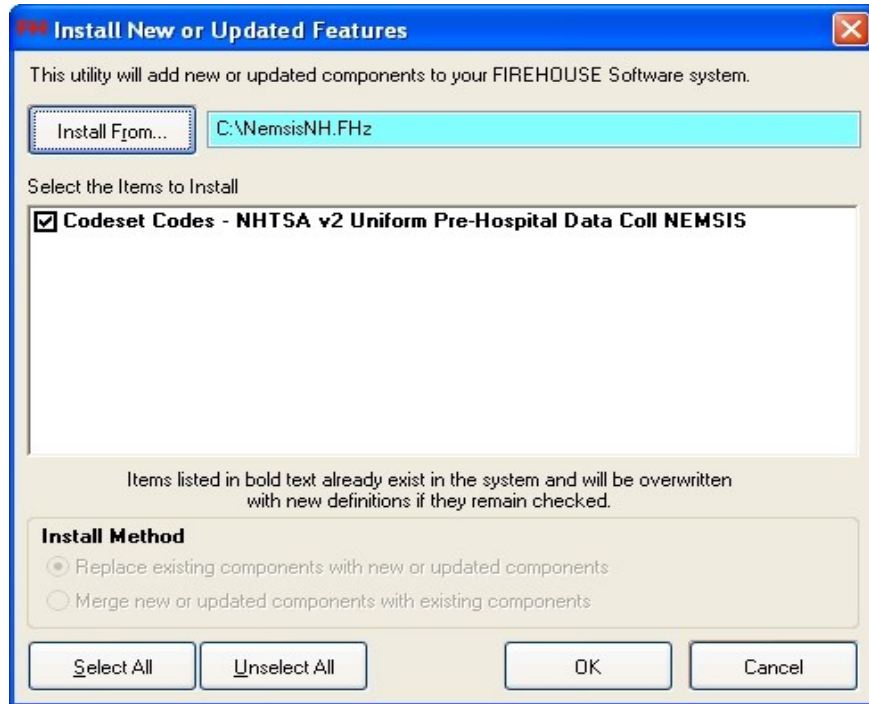 FH Install New or Updated Features
This utility will add new or updated components to your FIREHOUSE Software system.
Install From... C:\NemsisNH.FHz
Select the Items to Install
Codeset Codes - NHTSA v2 Uniform Pre-Hospital Data Coll NEMSIS
Items listed in bold text already exist in the system and will be overwritten
with new definitions if they remain checked.
Install Method
Replace existing components with new or updated components
Merge new or updated components with existing components
Select All Unselect All OK Cancel